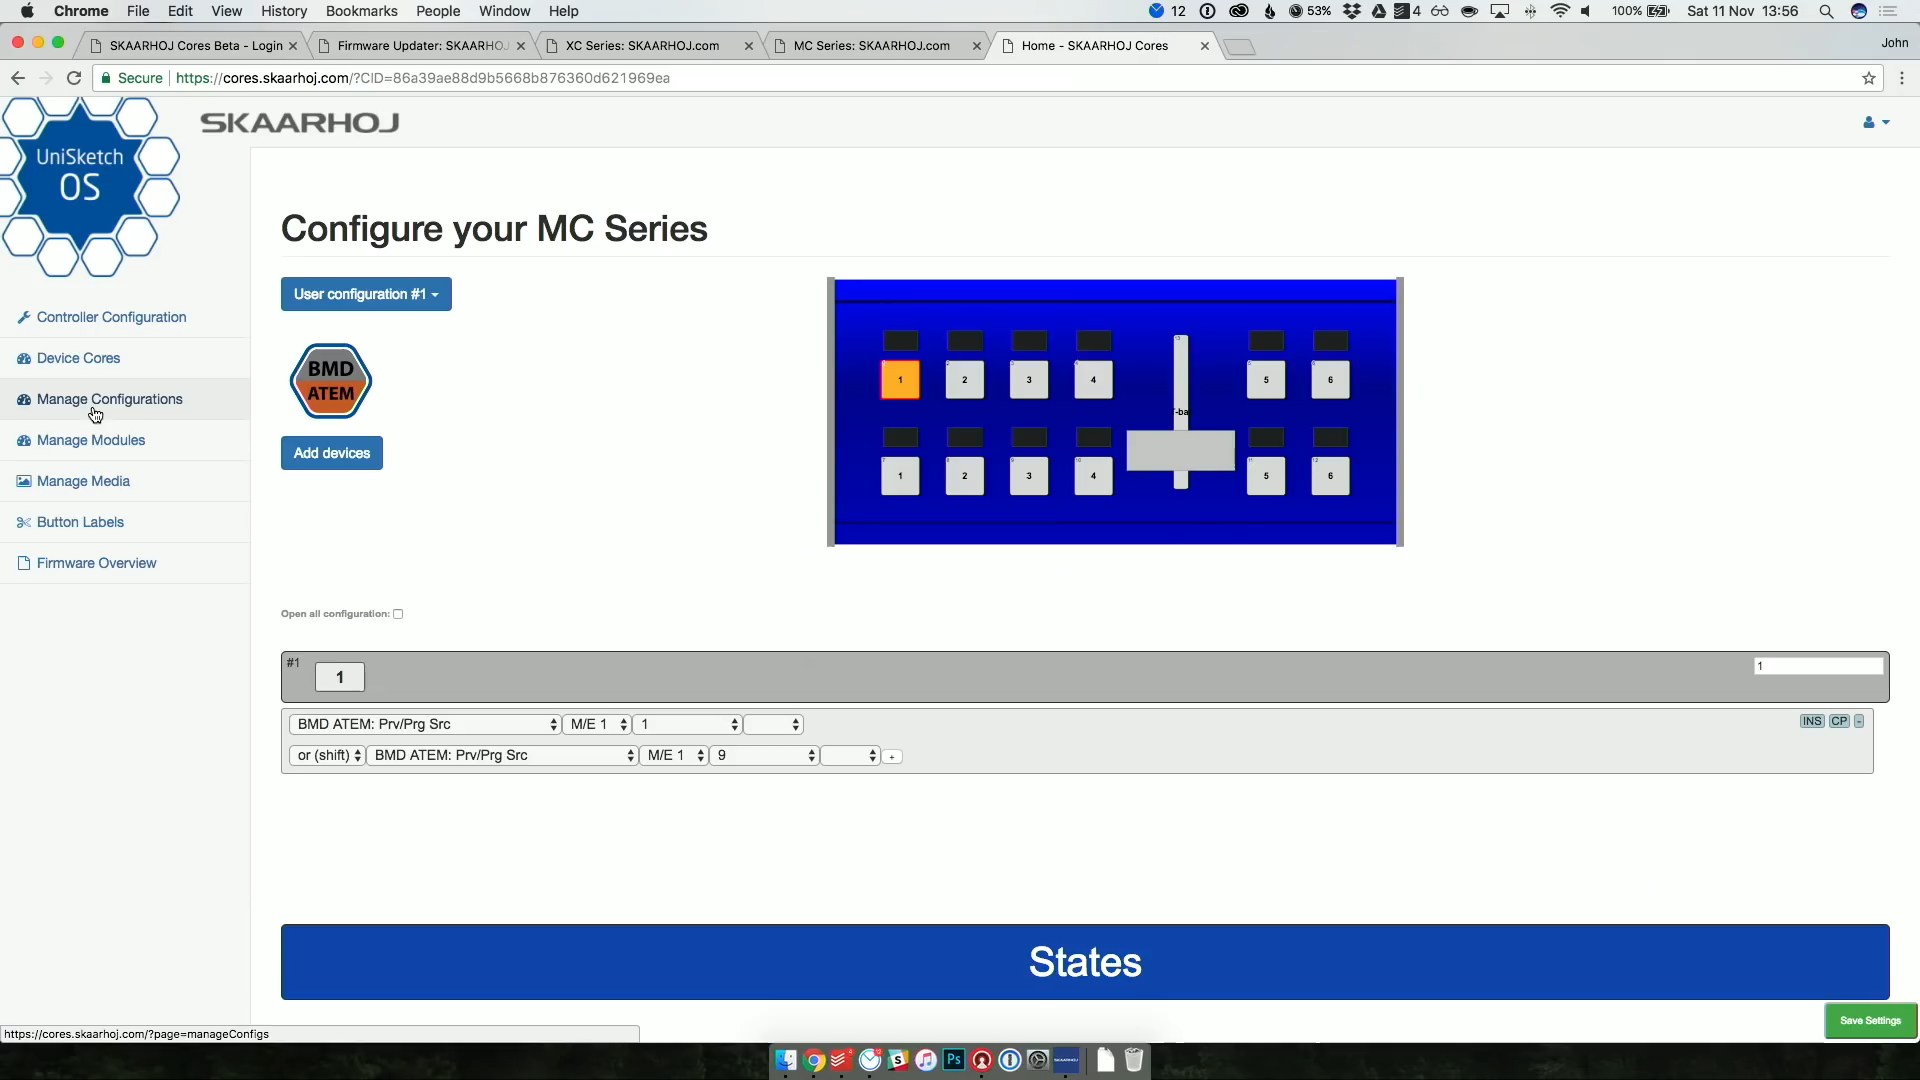 Chrome File Edit View History Bookmarks People Window Help 12 53% 4 100% Sat 11 Nov 13:56
SKAARHOJ Cores Beta - Login Firmware Updater: SKAARHOJ XC Series: SKAARHOJ.com MC Series: SKAARHOJ.com Home - SKAARHOJ Cores John
Secure https://cores.skaarhoj.com/?CID=86a39ae88d9b5668b876360d621969ea
UniSketch
OS
SKAARHOJ
Controller Configuration
Device Cores
Manage Configurations
Manage Modules
Manage Media
Button Labels
Firmware Overview
Configure your MC Series
User configuration #1
BMD
ATEM
Add devices
1 2 3 4 5 6
T-ba
1 2 3 4 5 6
Open all configuration:
#1 1 1
BMD ATEM: Prv/Prg Src M/E 1 1 INS CP -
or (shift) BMD ATEM: Prv/Prg Src M/E 1 9 +
States
Save Settings
https://cores.skaarhoj.com/?page=manageConfigs
Ps SKAARHOJ